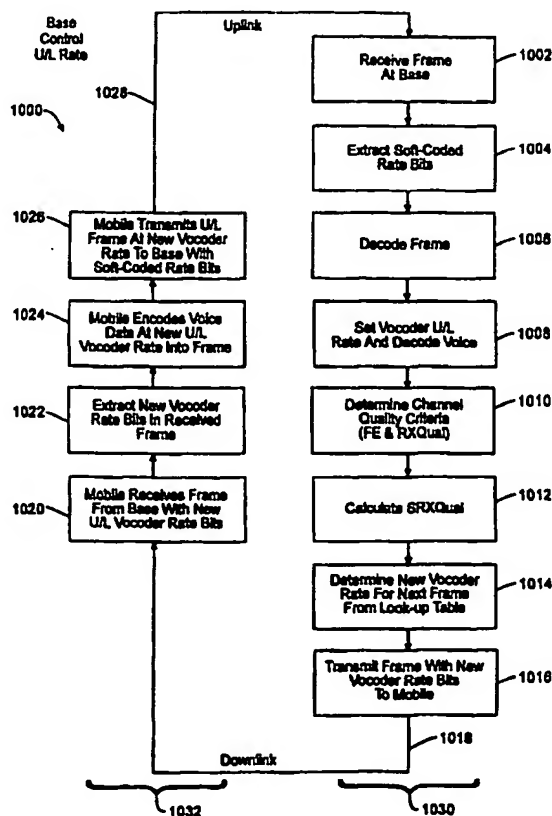 Base
Control
U/L Rate
1000
1028
Uplink
Receive Frame
At Base
1002
Extract Soft-Coded
Rate Bits
1004
Decode Frame
1006
Set Vocoder U/L
Rate And Decode Voice
1008
Determine Channel
Quality Criteria
(FE & RXQual)
1010
Calculate SRXQual
1012
Determine New Vocoder
Rate For Next Frame
From Look-up Table
1014
Transmit Frame With New
Vocoder Rate Bits
To Mobile
1016
1018
Downlink
1020
Mobile Receives Frame
From Base With New
U/L Vocoder Rate Bits
1022
Extract New Vocoder
Rate Bits In Received
Frame
1024
Mobile Encodes Voice
Data At New U/L
Vocoder Rate Into Frame
1026
Mobile Transmits U/L
Frame At New Vocoder
Rate To Base With
Soft-Coded Rate Bits
1032
1030